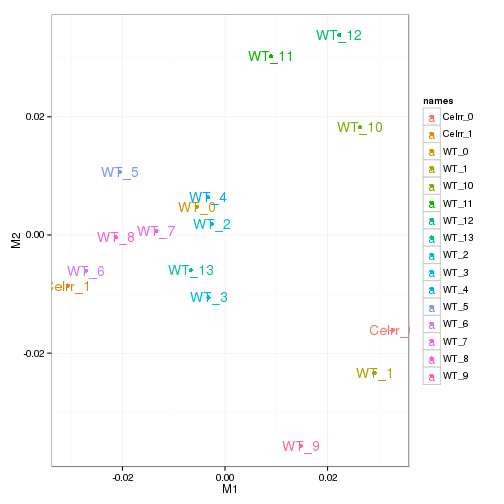 WT_12
WT_11
names
Celrr_0
Celrr_1
WT_0
WT_1
WT_10
WT_11
WT_12
WT_13
WT_2
WT_3
WT_4
WT_5
WT_6
WT_7
WT_8
WT_9
0.02
WT_10
WT_5
WT_4
WT_0
WT_2
WT_7
WT_8
0.00
M2
WT_13
WT_6
Celrr_1
WT_3
Celrr_0
-0.02
WT_1
WT_9
-0.02
0.00
0.02
M1